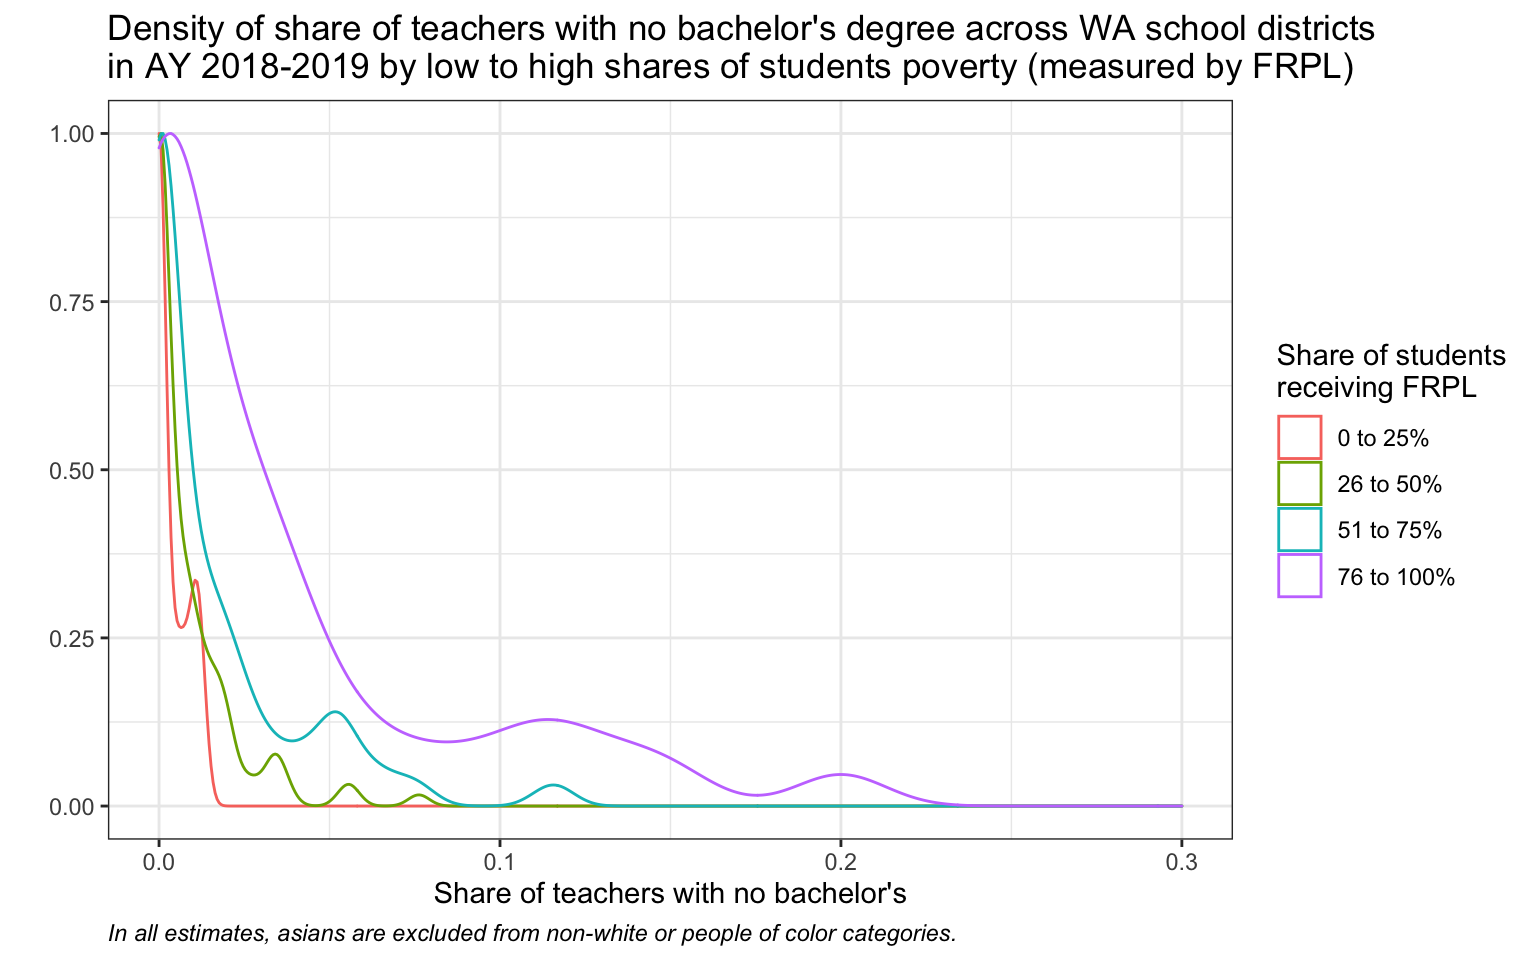 Density of share of teachers with no bachelor's degree across WA school districts
in AY 2018-2019 by low to high shares of students poverty (measured by FRPL)
1.00
0.75
0.50
0.25
0.00
0.0
0.1
0.2
0.3
Share of teachers with no bachelor's
Share of students
receiving FRPL
0 to 25%
26 to 50%
51 to 75%
76 to 100%
In all estimates, asians are excluded from non-white or people of color categories.